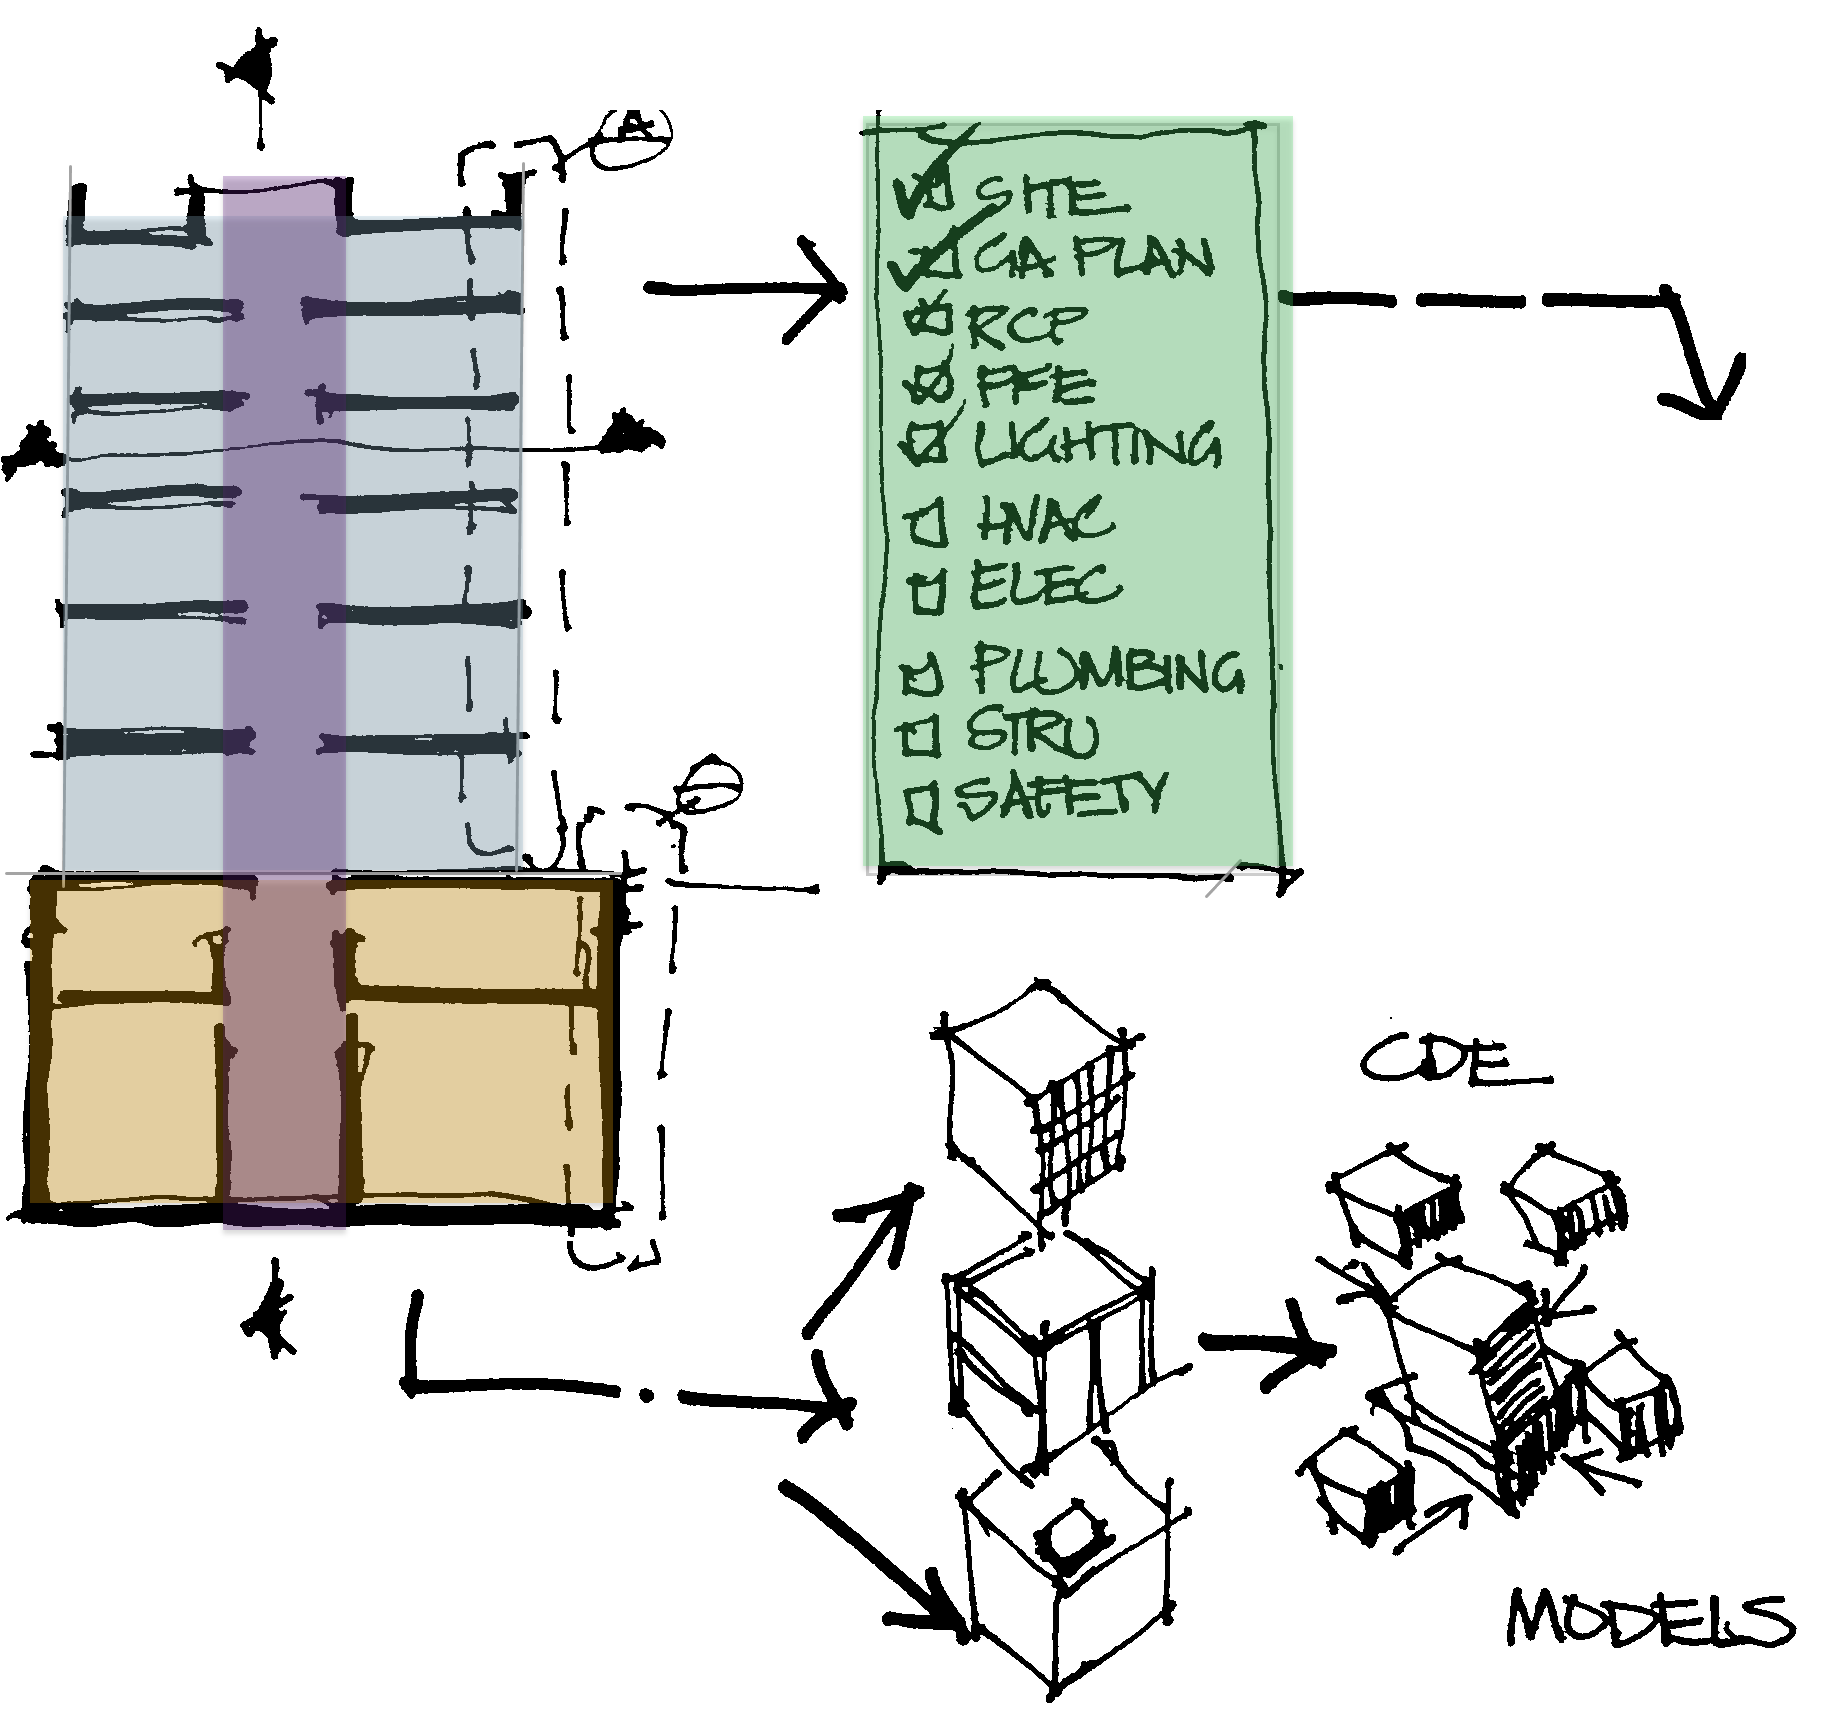 A
SITE
GA PLAN
RCP
FFE
LIGHTING
HVAC
ELEC
PLUMBING
STRU
SAFETY
CDE
MODELS